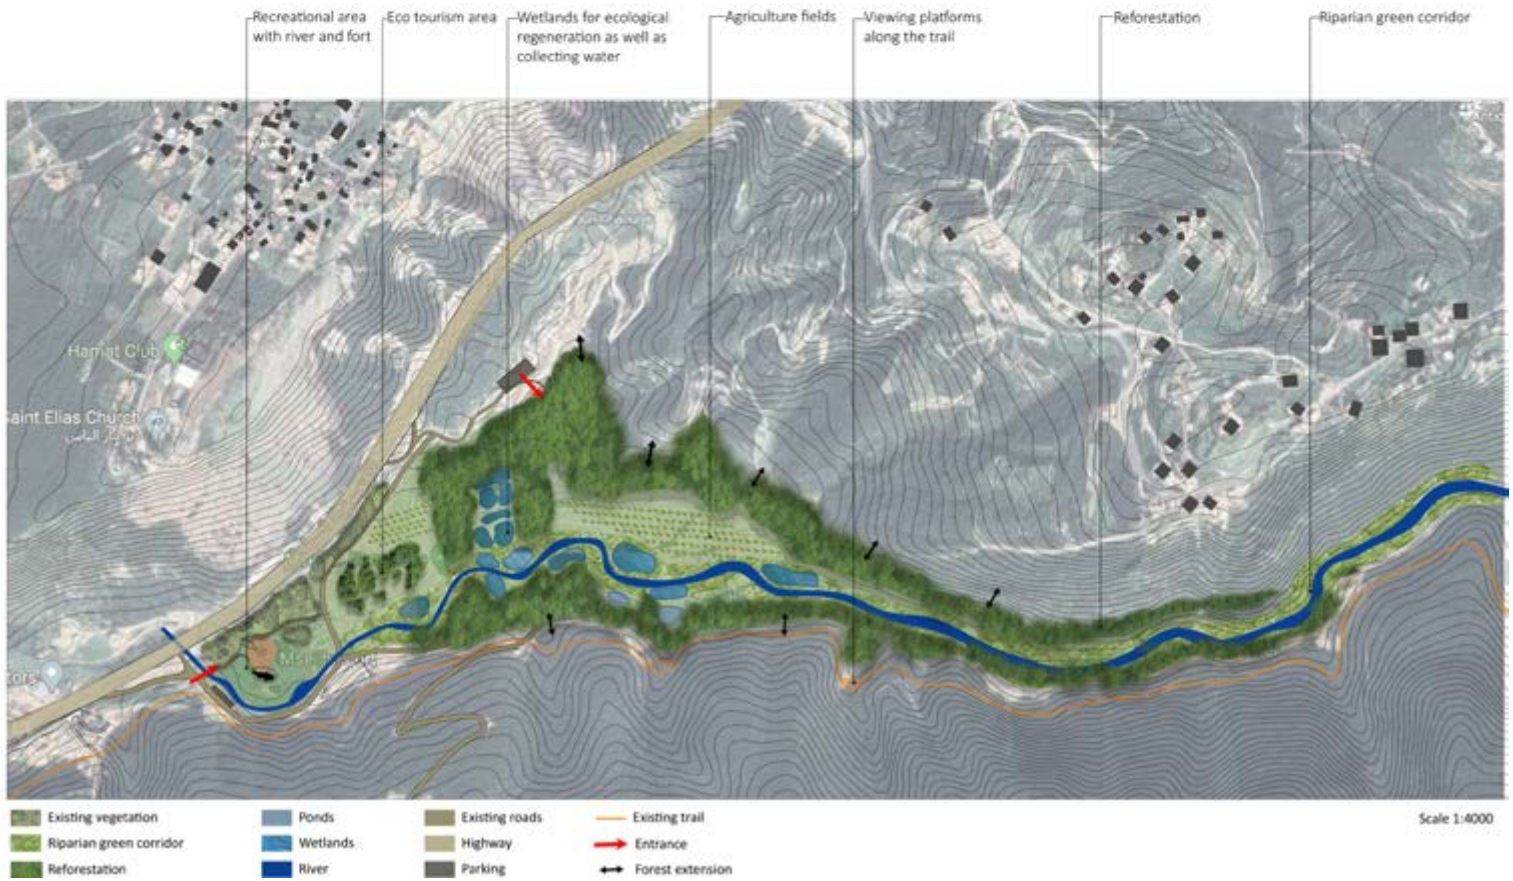 Recreational area
with river and fort
Eco tourism area
Wetlands for ecological
regeneration as well as
collecting water
Agriculture fields
Viewing platforms
along the trail
Reforestation
Riparian green corridor
Hamat Club
Saint Elias Church
Existing vegetation
Riparian green corridor
Reforestation
Ponds
Wetlands
River
Existing roads
Highway
Parking
Existing trail
Entrance
Forest extension
Scale 1:4000